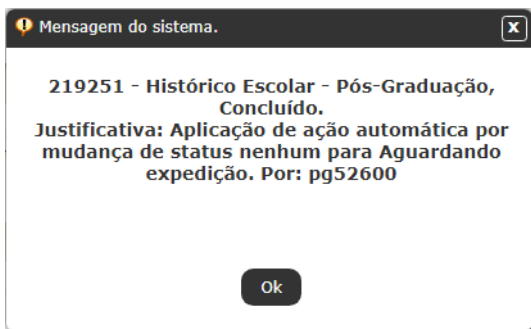 Mensagem do sistema.
X
219251 - Histórico Escolar - Pós-Graduação,
Concluído.
Justificativa: Aplicação de ação automática por
mudança de status nenhum para Aguardando
expedição. Por: pg52600
Ok